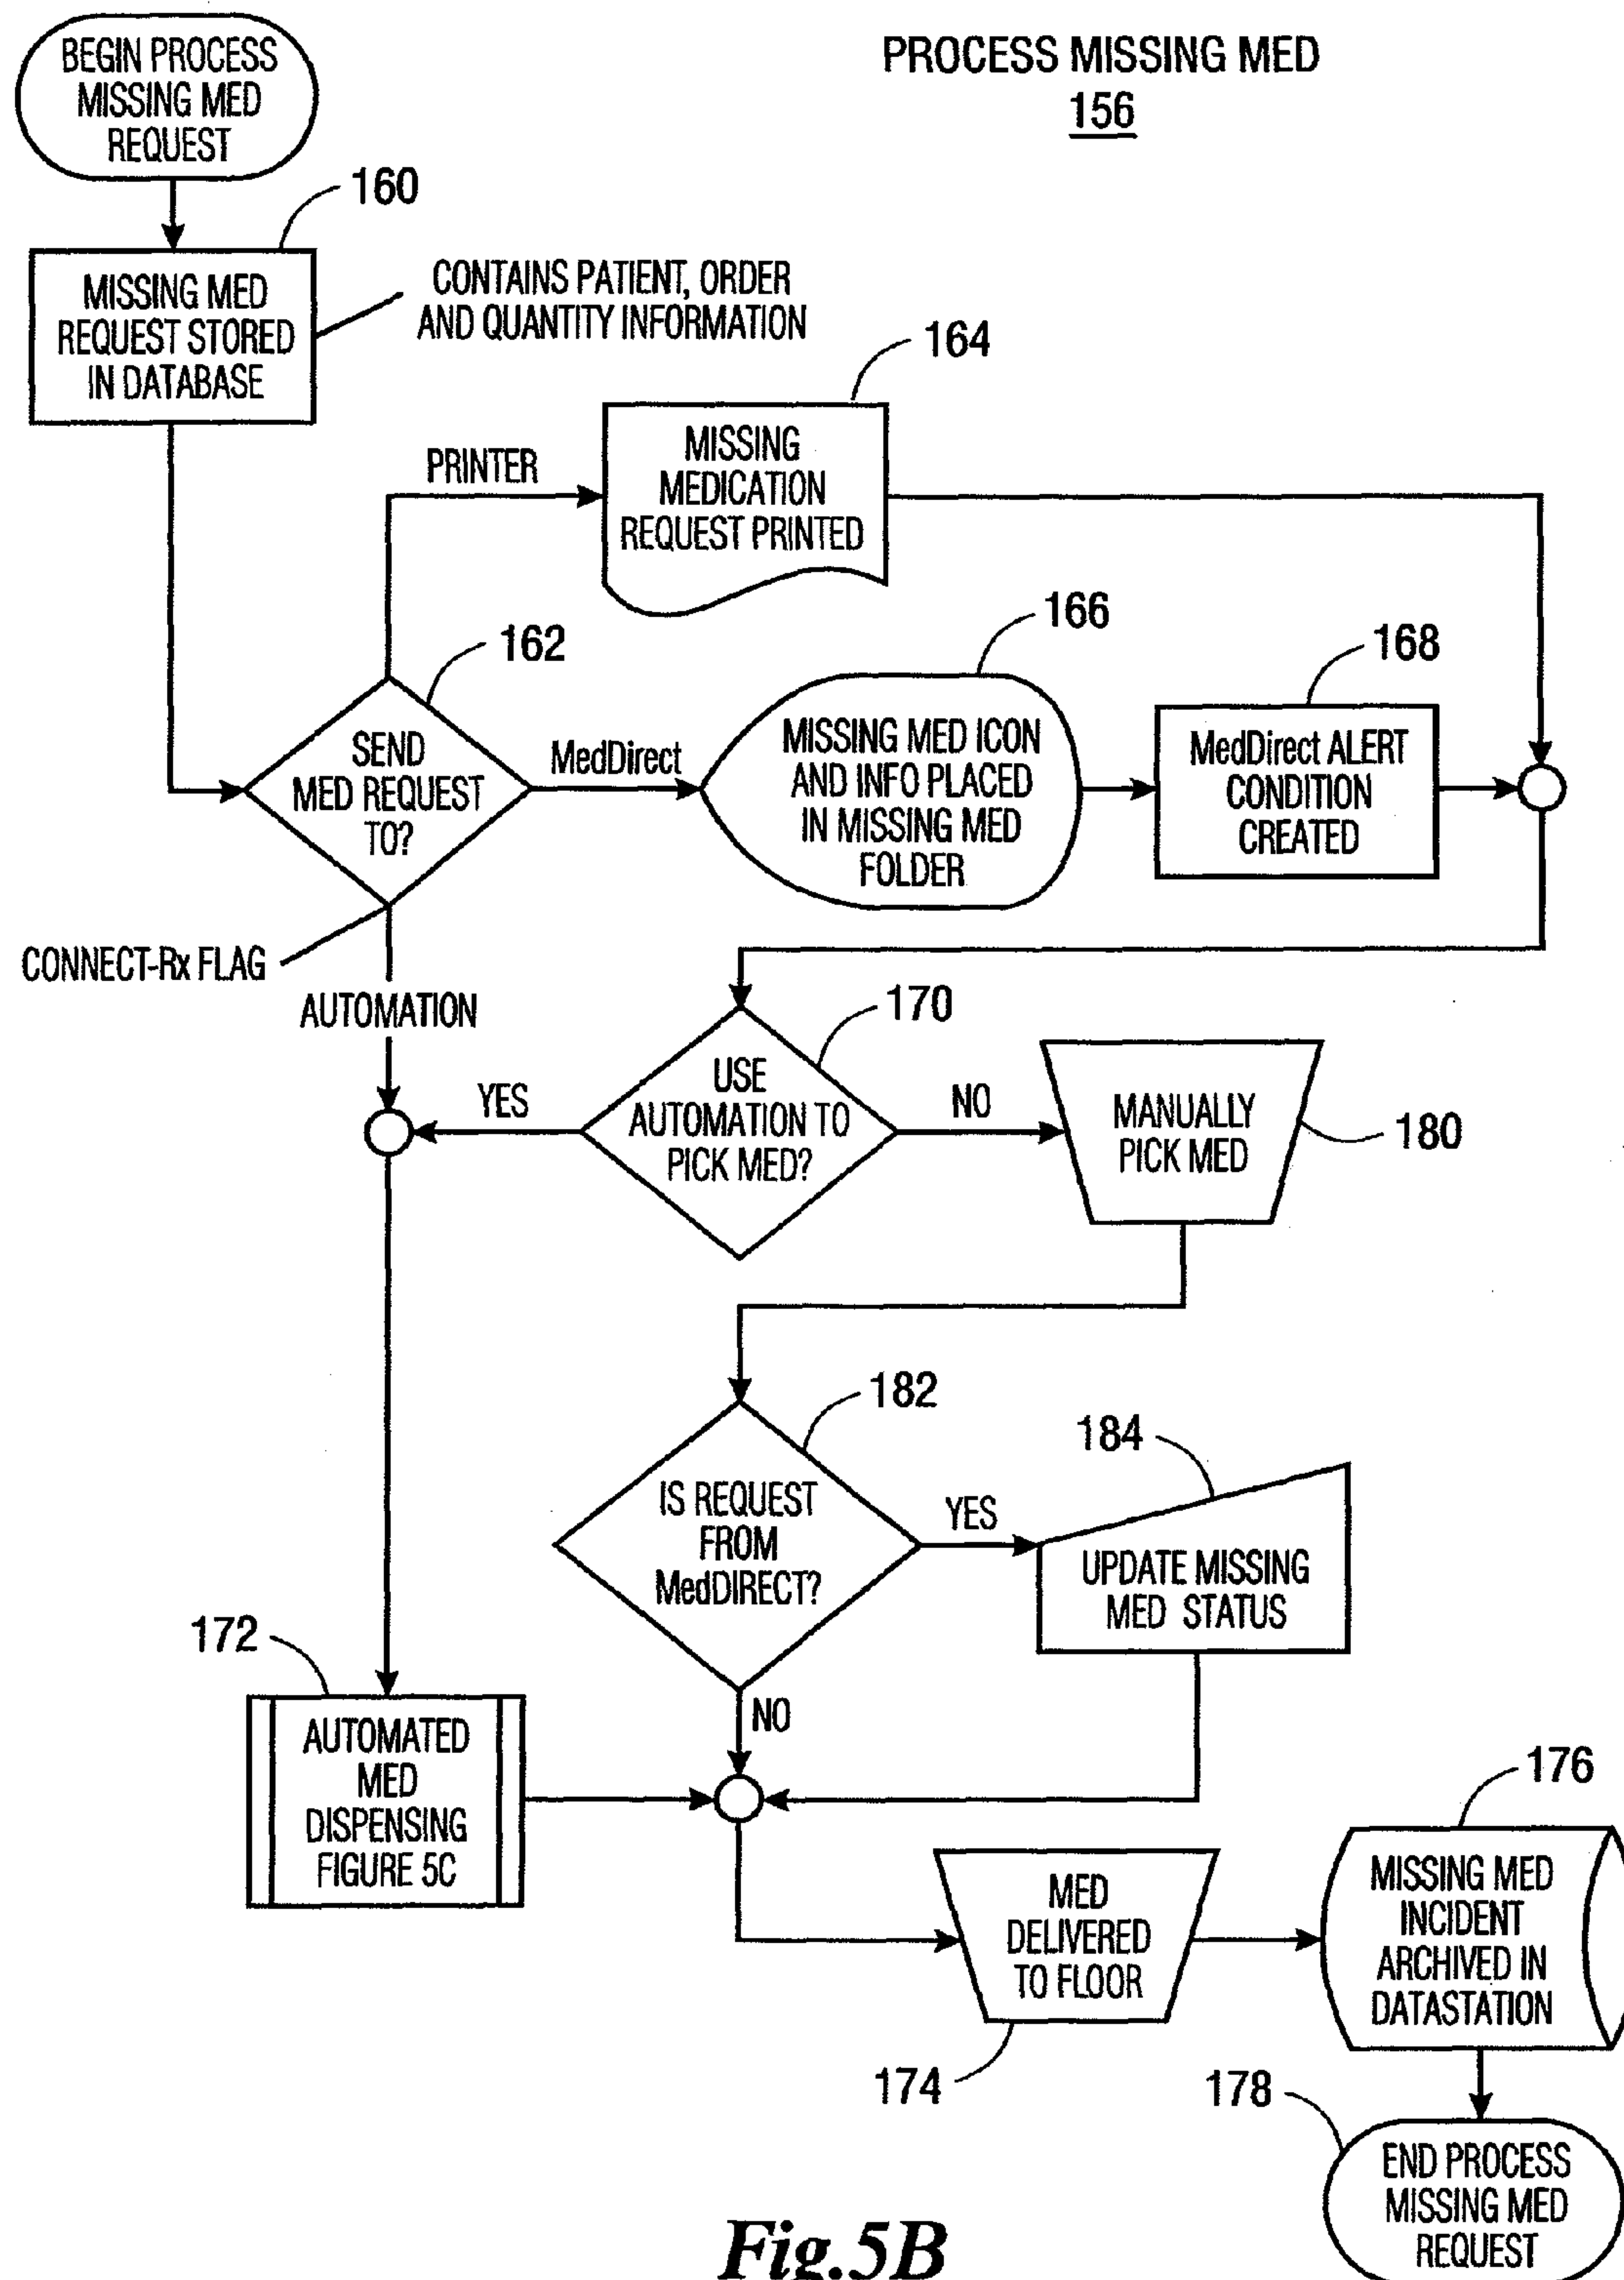 BEGIN PROCESS
MISSING MED
REQUEST
PROCESS MISSING MED
156
160
MISSING MED
REQUEST STORED
IN DATABASE
CONTAINS PATIENT, ORDER
AND QUANTITY INFORMATION
164
PRINTER
MISSING
MEDICATION
REQUEST PRINTED
162
SEND
MED REQUEST
TO?
MedDirect
166
MISSING MED ICON
AND INFO PLACED
IN MISSING MED
FOLDER
168
MedDirect ALERT
CONDITION
CREATED
CONNECT-Rx FLAG
AUTOMATION
170
USE
AUTOMATION TO
PICK MED?
YES
NO
MANUALLY
PICK MED
180
182
IS REQUEST
FROM
MedDIRECT?
YES
184
UPDATE MISSING
MED STATUS
NO
172
AUTOMATED
MED
DISPENSING
FIGURE 5C
MED
DELIVERED
TO FLOOR
174
176
MISSING MED
INCIDENT
ARCHIVED IN
DATASTATION
178
END PROCESS
MISSING MED
REQUEST
Fig.5B